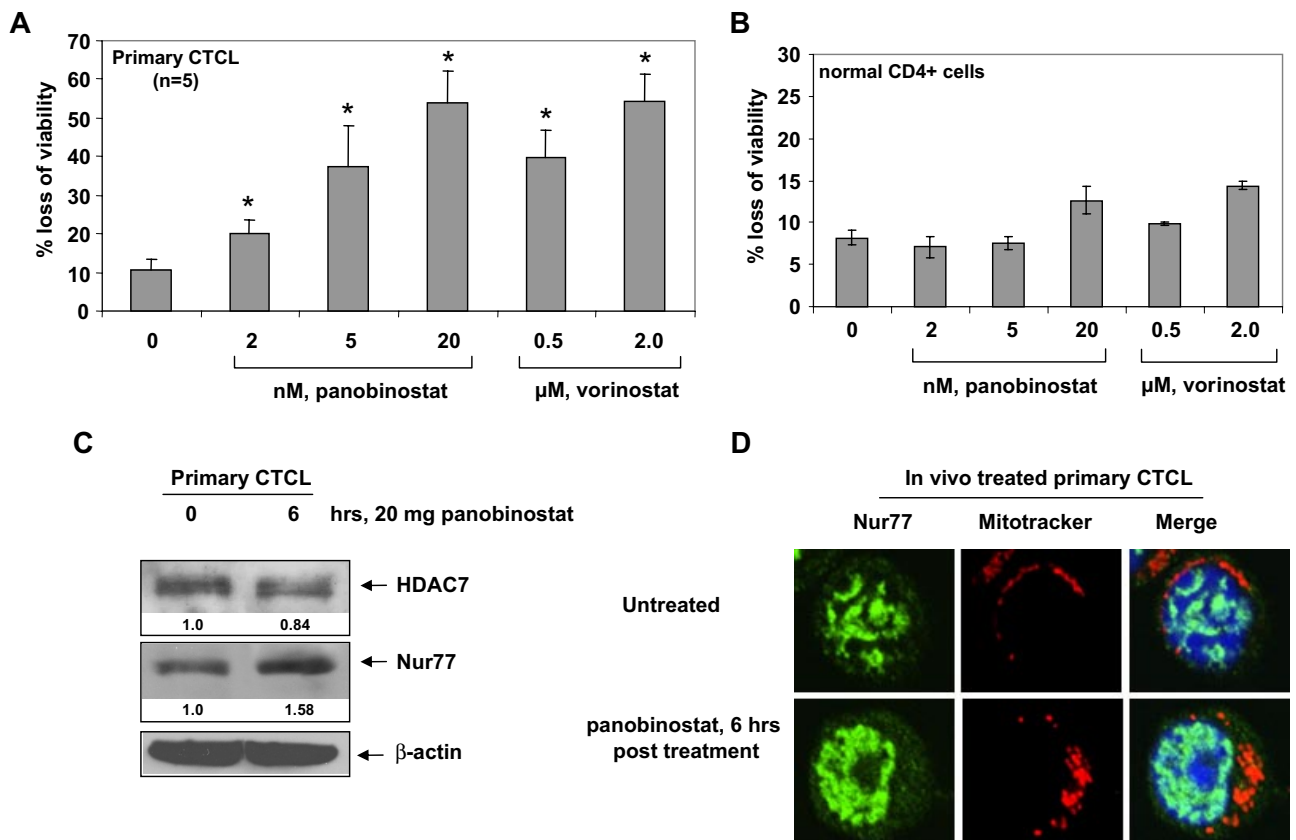 A
70
60
50
40
30
20
10
0
% loss of viability
Primary CTCL
(n=5)
* * * * *
0 2 5 20 0.5 2.0
nM, panobinostat µM, vorinostat
B
30
25
20
15
10
5
0
% loss of viability
normal CD4+ cells
0 2 5 20 0.5 2.0
nM, panobinostat µM, vorinostat
C
Primary CTCL
0 6 hrs, 20 mg panobinostat
HDAC7
1.0 0.84
Nur77
1.0 1.58
β-actin
D
In vivo treated primary CTCL
Nur77 Mitotracker Merge
Untreated
panobinostat, 6 hrs
post treatment